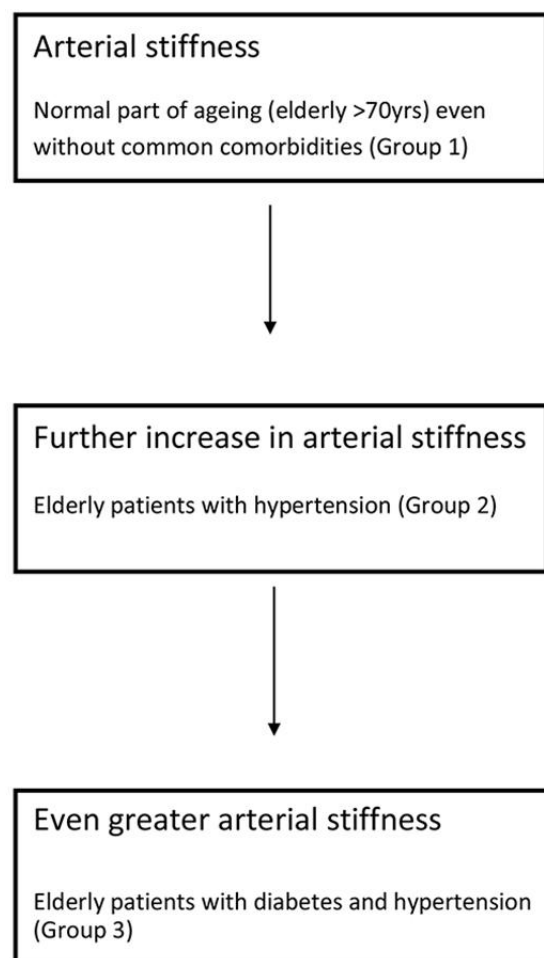 Arterial stiffness
Normal part of ageing (elderly >70yrs) even
without common comorbidities (Group 1)
Further increase in arterial stiffness
Elderly patients with hypertension (Group 2)
Even greater arterial stiffness
Elderly patients with diabetes and hypertension
(Group 3)